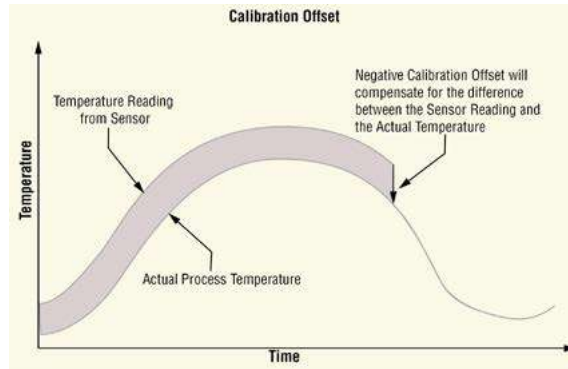 Calibration Offset
Temperature Reading
from Sensor
Negative Calibration Offset will
compensate for the difference
between the Sensor Reading and
the Actual Temperature
Temperature
Actual Process Temperature
Time